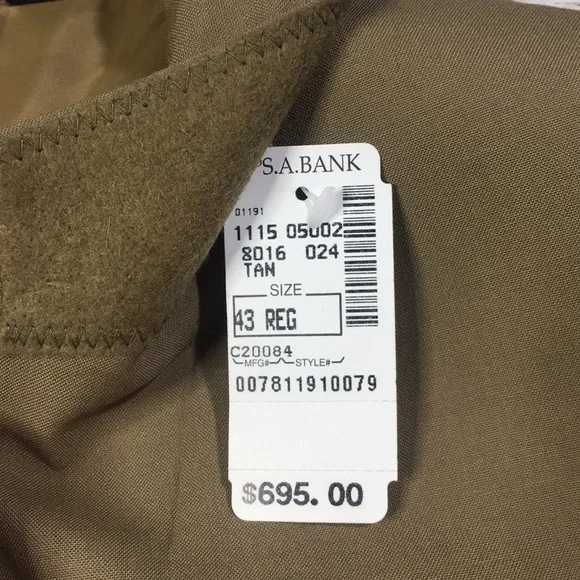 S.A.BANK
01191
1115 05002
8016 024
TAN
SIZE
43 REG
C20084
MFG# STYLE#
007811910079
$695.00